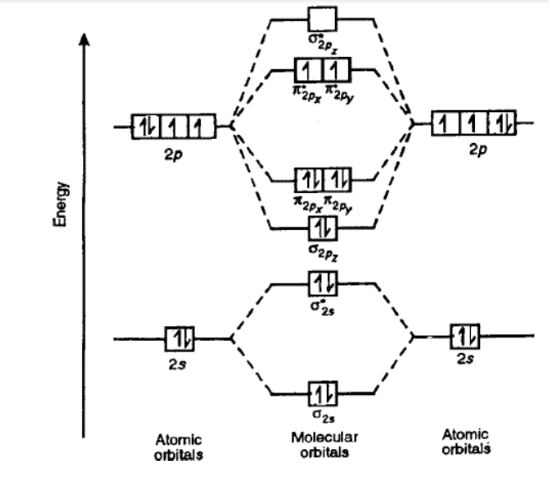 σ*2pz
π*2px π*2py
2p
2p
π2px π2py
σ2pz
Energy
σ*2s
2s
2s
σ2s
Atomic
orbitals
Molecular
orbitals
Atomic
orbitals